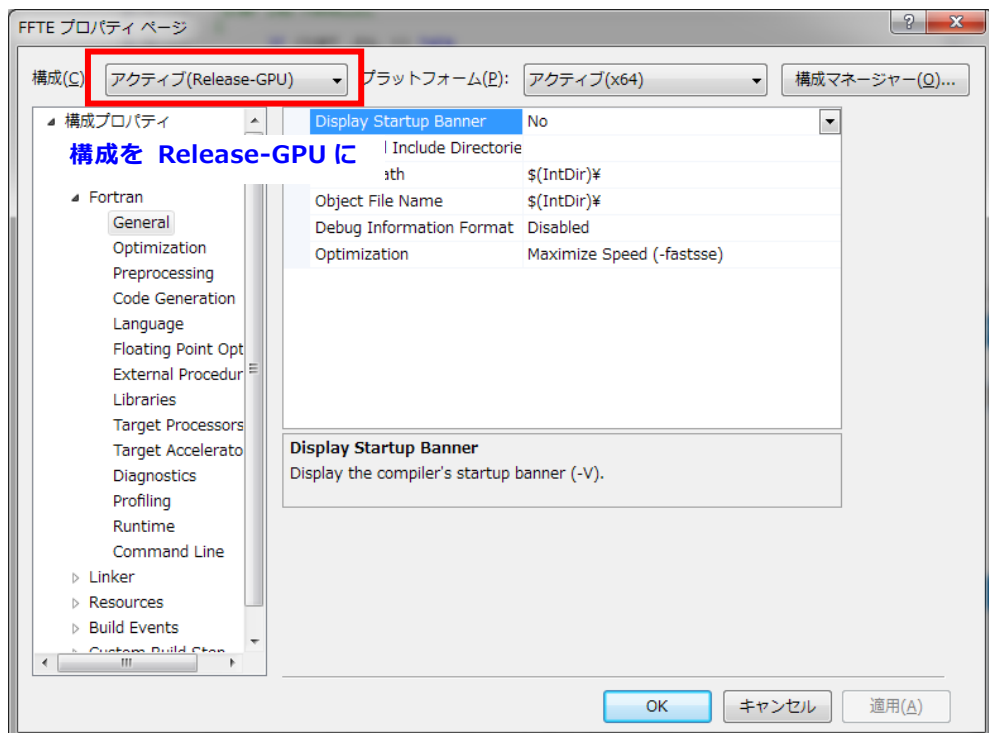 FFTE プロパティ ページ
構成(C) アクティブ(Release-GPU) プラットフォーム(P): アクティブ(x64) 構成マネージャー(O)...
構成プロパティ
構成を Release-GPU に
Fortran
General
Optimization
Preprocessing
Code Generation
Language
Floating Point Opt
External Procedur
Libraries
Target Processors
Target Accelerato
Diagnostics
Profiling
Runtime
Command Line
Linker
Resources
Build Events
Custom Build Step
Display Startup Banner No
l Include Directorie
ath $(IntDir)¥
Object File Name $(IntDir)¥
Debug Information Format Disabled
Optimization Maximize Speed (-fastsse)
Display Startup Banner
Display the compiler's startup banner (-V).
OK キャンセル 適用(A)